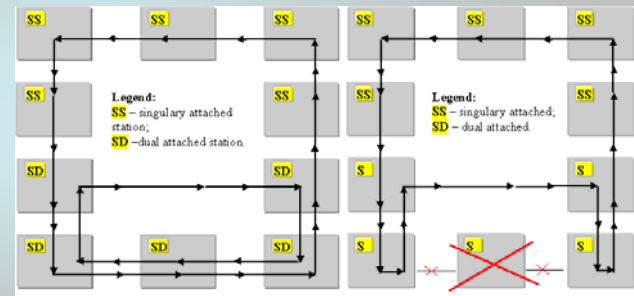 SS SS SS SS SS SS
SS SS SS SS
Legend:
SS – singulary attached
station;
SD –dual attached station
Legend:
SS – singulary attached;
SD – dual attached.
SD SD S S
SD SD SD S S S